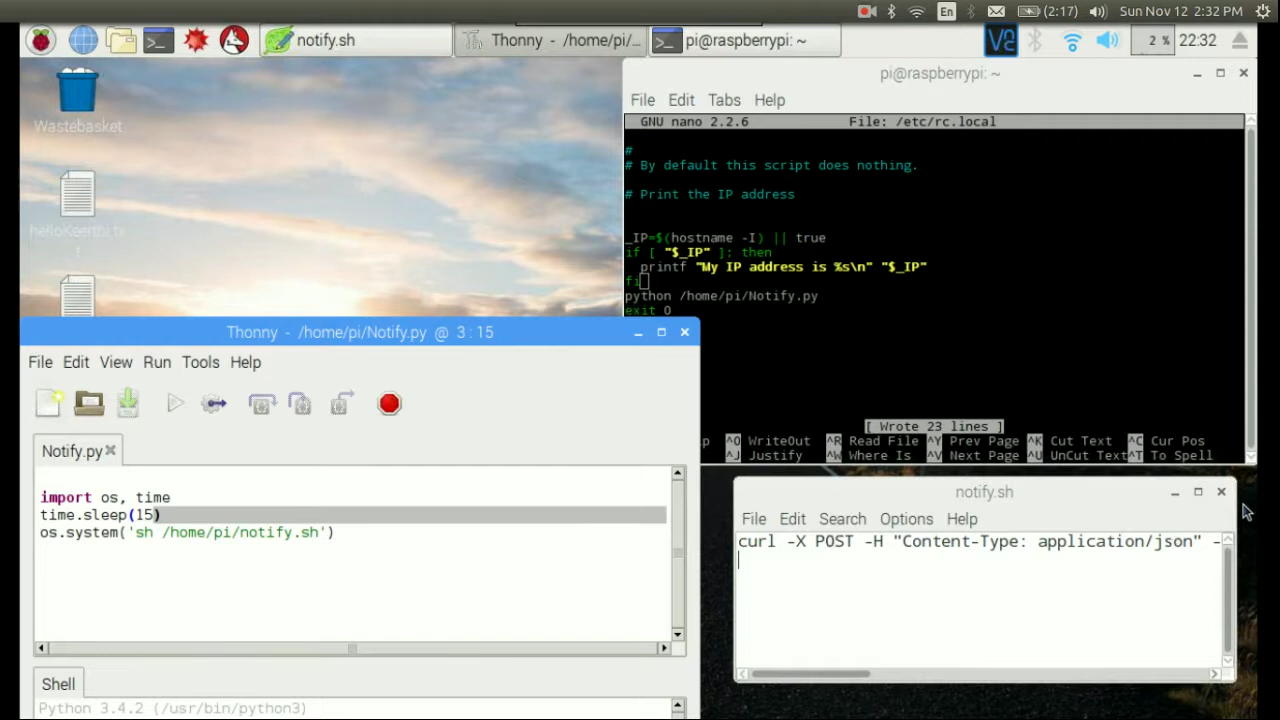 En (2:17) Sun Nov 12 2:32 PM
notify.sh Thonny - /home/pi/... pi@raspberrypi: ~ 2 % 22:32
Wastebasket
pi@raspberrypi: ~
File Edit Tabs Help
GNU nano 2.2.6 File: /etc/rc.local
#
# By default this script does nothing.
# Print the IP address
_IP=$(hostname -I) || true
if [ "$_IP" ]; then
printf "My IP address is %s\n" "$_IP"
fi
python /home/pi/Notify.py
exit 0
[ Wrote 23 lines ]
^O WriteOut ^R Read File ^Y Prev Page ^K Cut Text ^C Cur Pos
^J Justify ^W Where Is ^V Next Page ^U UnCut Text ^T To Spell
Thonny - /home/pi/Notify.py @ 3 : 15
File Edit View Run Tools Help
Notify.py
import os, time
time.sleep(15)
os.system('sh /home/pi/notify.sh')
Shell
Python 3.4.2 (/usr/bin/python3)
notify.sh
File Edit Search Options Help
curl -X POST -H "Content-Type: application/json" -